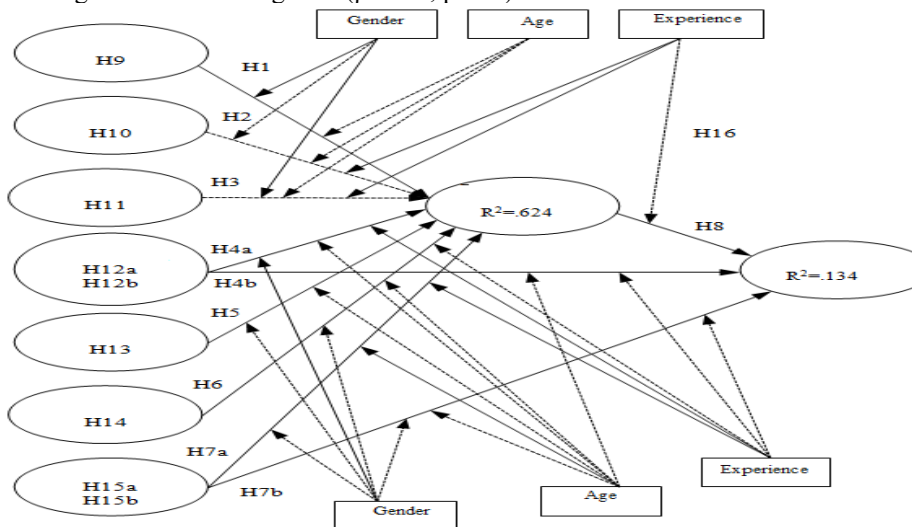 Gender
Age
Experience
H9
H1
H10
H2
H16
H11
H3
R²=.624
H8
H12a
H12b
H4a
H4b
R²=.134
H13
H5
H14
H6
H15a
H15b
H7a
H7b
Gender
Age
Experience